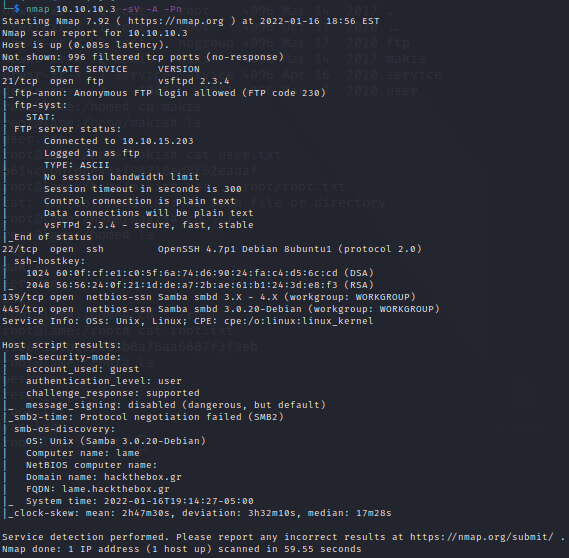 $ nmap 10.10.10.3 -sV -A -Pn
Starting Nmap 7.92 ( https://nmap.org ) at 2022-01-16 18:56 EST
Nmap scan report for 10.10.10.3
Host is up (0.085s latency).
Not shown: 996 filtered tcp ports (no-response)
PORT    STATE SERVICE     VERSION
21/tcp  open  ftp         vsftpd 2.3.4
|_ftp-anon: Anonymous FTP login allowed (FTP code 230)
| ftp-syst:
|   STAT:
| FTP server status:
|      Connected to 10.10.15.203
|      Logged in as ftp
|      TYPE: ASCII
|      No session bandwidth limit
|      Session timeout in seconds is 300
|      Control connection is plain text
|      Data connections will be plain text
|      vsFTPd 2.3.4 - secure, fast, stable
|_End of status
22/tcp  open  ssh         OpenSSH 4.7p1 Debian 8ubuntu1 (protocol 2.0)
| ssh-hostkey:
|   1024 60:0f:cf:e1:c0:5f:6a:74:d6:90:24:fa:c4:d5:6c:cd (DSA)
|_  2048 56:56:24:0f:21:1d:de:a7:2b:ae:61:b1:24:3d:e8:f3 (RSA)
139/tcp open  netbios-ssn Samba smbd 3.X - 4.X (workgroup: WORKGROUP)
445/tcp open  netbios-ssn Samba smbd 3.0.20-Debian (workgroup: WORKGROUP)
Service Info: OSs: Unix, Linux; CPE: cpe:/o:linux:linux_kernel
Host script results:
| smb-security-mode:
|   account_used: guest
|   authentication_level: user
|   challenge_response: supported
|_  message_signing: disabled (dangerous, but default)
|_smb2-time: Protocol negotiation failed (SMB2)
| smb-os-discovery:
|   OS: Unix (Samba 3.0.20-Debian)
|   Computer name: lame
|   NetBIOS computer name:
|   Domain name: hackthebox.gr
|   FQDN: lame.hackthebox.gr
|_  System time: 2022-01-16T19:14:27-05:00
|_clock-skew: mean: 2h47m30s, deviation: 3h32m10s, median: 17m28s
Service detection performed. Please report any incorrect results at https://nmap.org/submit/ .
Nmap done: 1 IP address (1 host up) scanned in 59.55 seconds